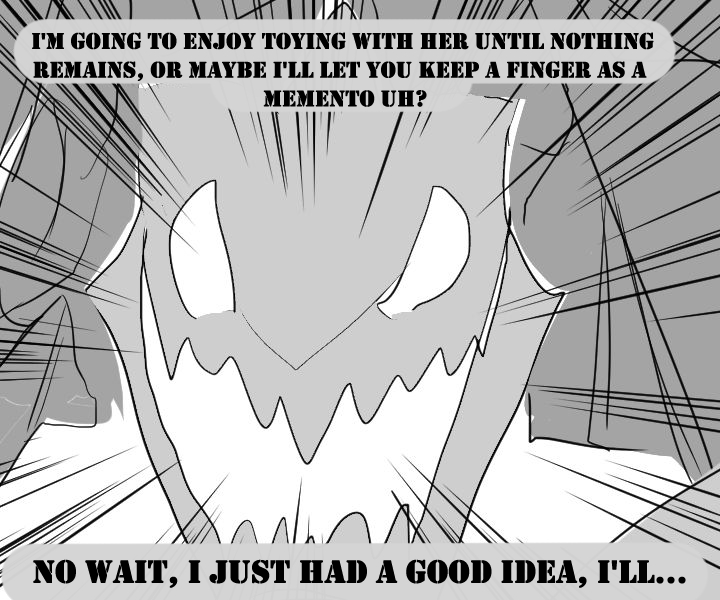 I'M GOING TO ENJOY TOYING WITH HER UNTIL NOTHING
REMAINS, OR MAYBE I'LL LET YOU KEEP A FINGER AS A
MEMENTO UH?
NO WAIT, I JUST HAD A GOOD IDEA, I'LL...